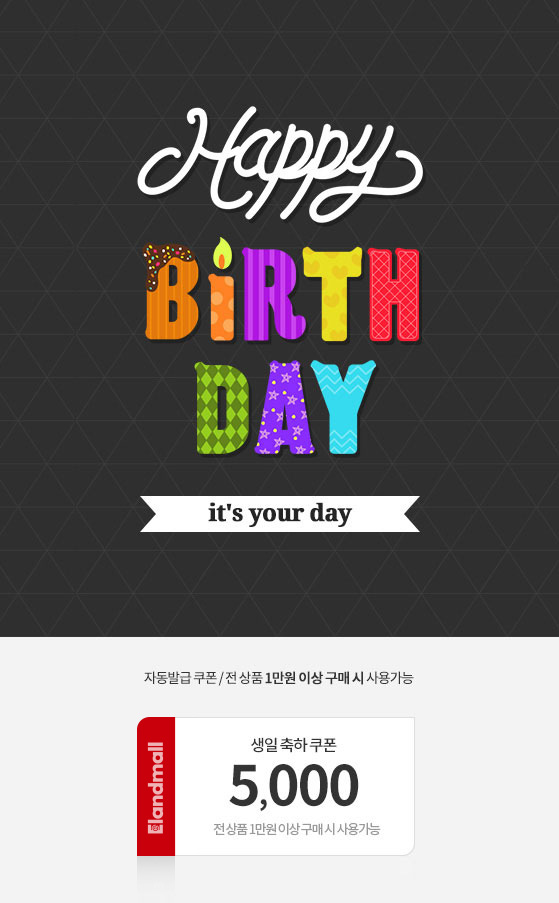 Happy
BiRTH
DAY
it's your day
자동발급 쿠폰 / 전 상품 1만원 이상 구매 시 사용가능
생일 축하 쿠폰
5,000
전 상품 1만원 이상 구매 시 사용가능
landmall